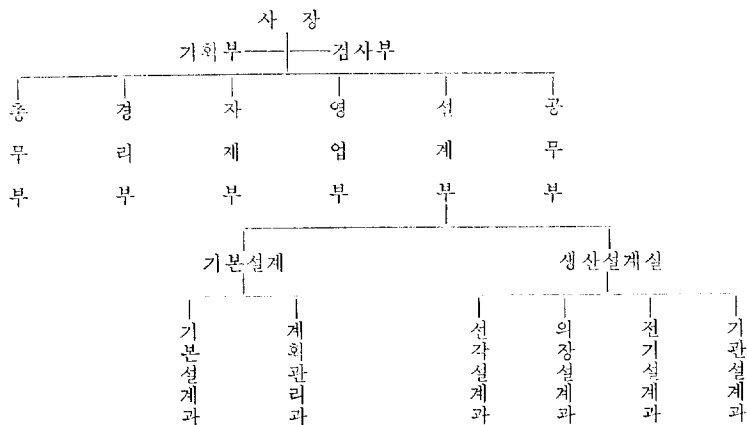 사 장
기획부
검사부
총무부
경리부
자재부
영업부
설계부
공무부
기본설계
생산설계실
기본설계과
계획관리과
선각설계과
의장설계과
전기설계과
기관설계과